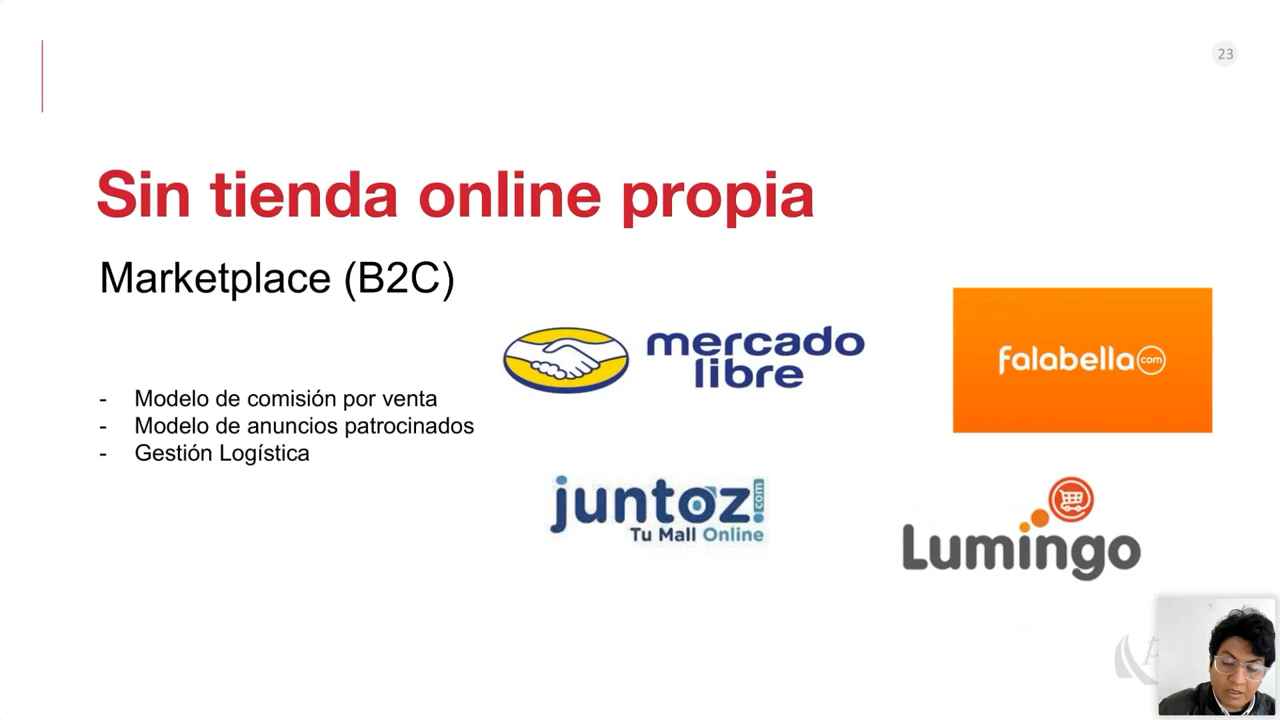 23
Sin tienda online propia
Marketplace (B2C)
mercado
libre
falabella.com
- Modelo de comisión por venta
- Modelo de anuncios patrocinados
- Gestión Logística
juntoz.com
Tu Mall Online
Lumingo